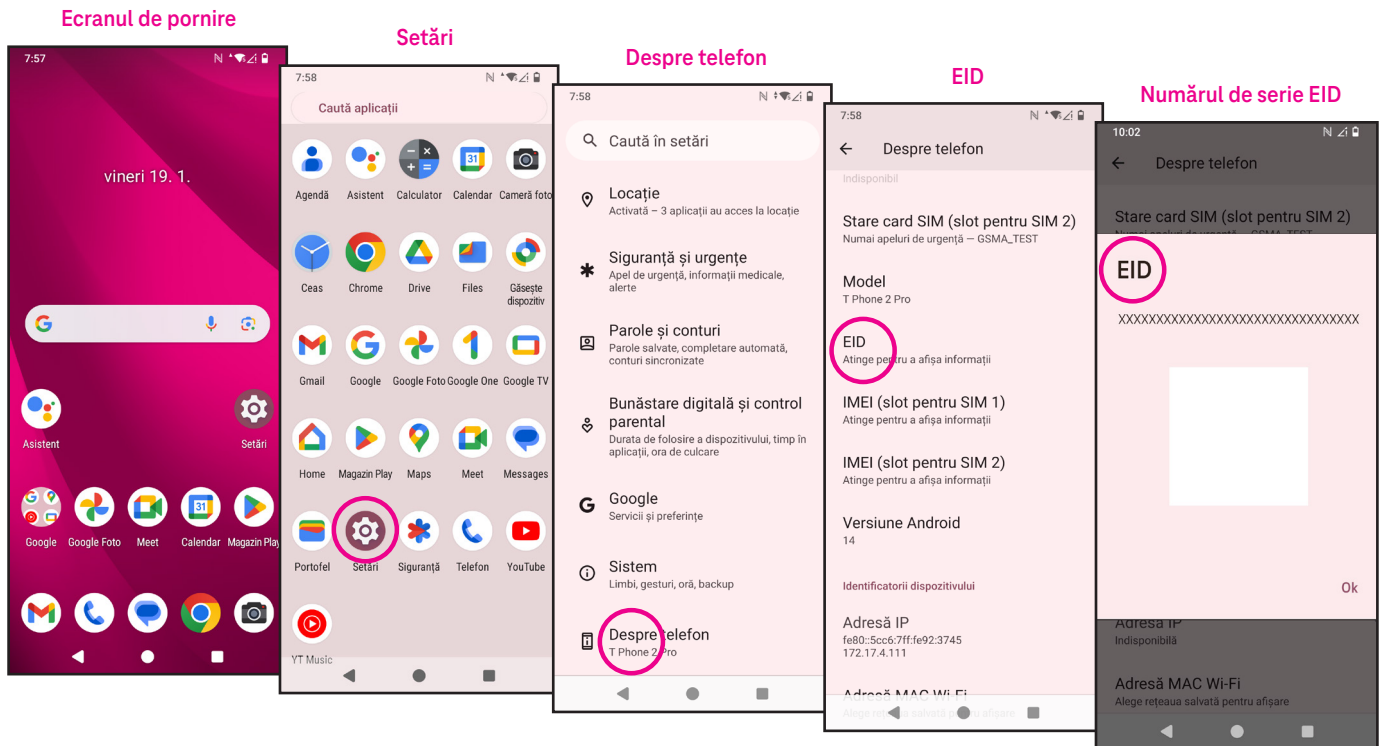 Ecranul de pornire
7:57
vineri 19. 1.
Asistent
Setări
Google
Google Foto
Meet
Calendar
Magazin Play
Setări
7:58
Caută aplicații
Agendă
Asistent
Calculator
Calendar
Cameră foto
Ceas
Chrome
Drive
Files
Găsește
dispozitiv
Gmail
Google
Google Foto
Google One
Google TV
Home
Magazin Play
Maps
Meet
Messages
Portofel
Setări
Siguranță
Telefon
YouTube
YT Music
Despre telefon
7:58
Caută în setări
Locație
Activată – 3 aplicații au acces la locație
Siguranță și urgențe
Apel de urgență, informații medicale,
alerte
Parole și conturi
Parole salvate, completare automată,
conturi sincronizate
Bunăstare digitală și control
parental
Durata de folosire a dispozitivului, timp în
aplicații, ora de culcare
Google
Servicii și preferințe
Sistem
Limbi, gesturi, oră, backup
Despre telefon
T Phone 2 Pro
EID
7:58
Despre telefon
Indisponibil
Stare card SIM (slot pentru SIM 2)
Numai apeluri de urgență — GSMA_TEST
Model
T Phone 2 Pro
EID
Atinge pentru a afișa informații
IMEI (slot pentru SIM 1)
Atinge pentru a afișa informații
IMEI (slot pentru SIM 2)
Atinge pentru a afișa informații
Versiune Android
14
Identificatorii dispozitivului
Adresă IP
fe80::5cc6:7ff:fe92:3745
172.17.4.111
Adresă MAC Wi-Fi
Alege rețeaua salvată pentru afișare
Numărul de serie EID
10:02
Despre telefon
Stare card SIM (slot pentru SIM 2)
Numai apeluri de urgență — GSMA_TEST
EID
XXXXXXXXXXXXXXXXXXXXXXXXXXXXXXXX
Ok
Adresă IP
Indisponibilă
Adresă MAC Wi-Fi
Alege rețeaua salvată pentru afișare